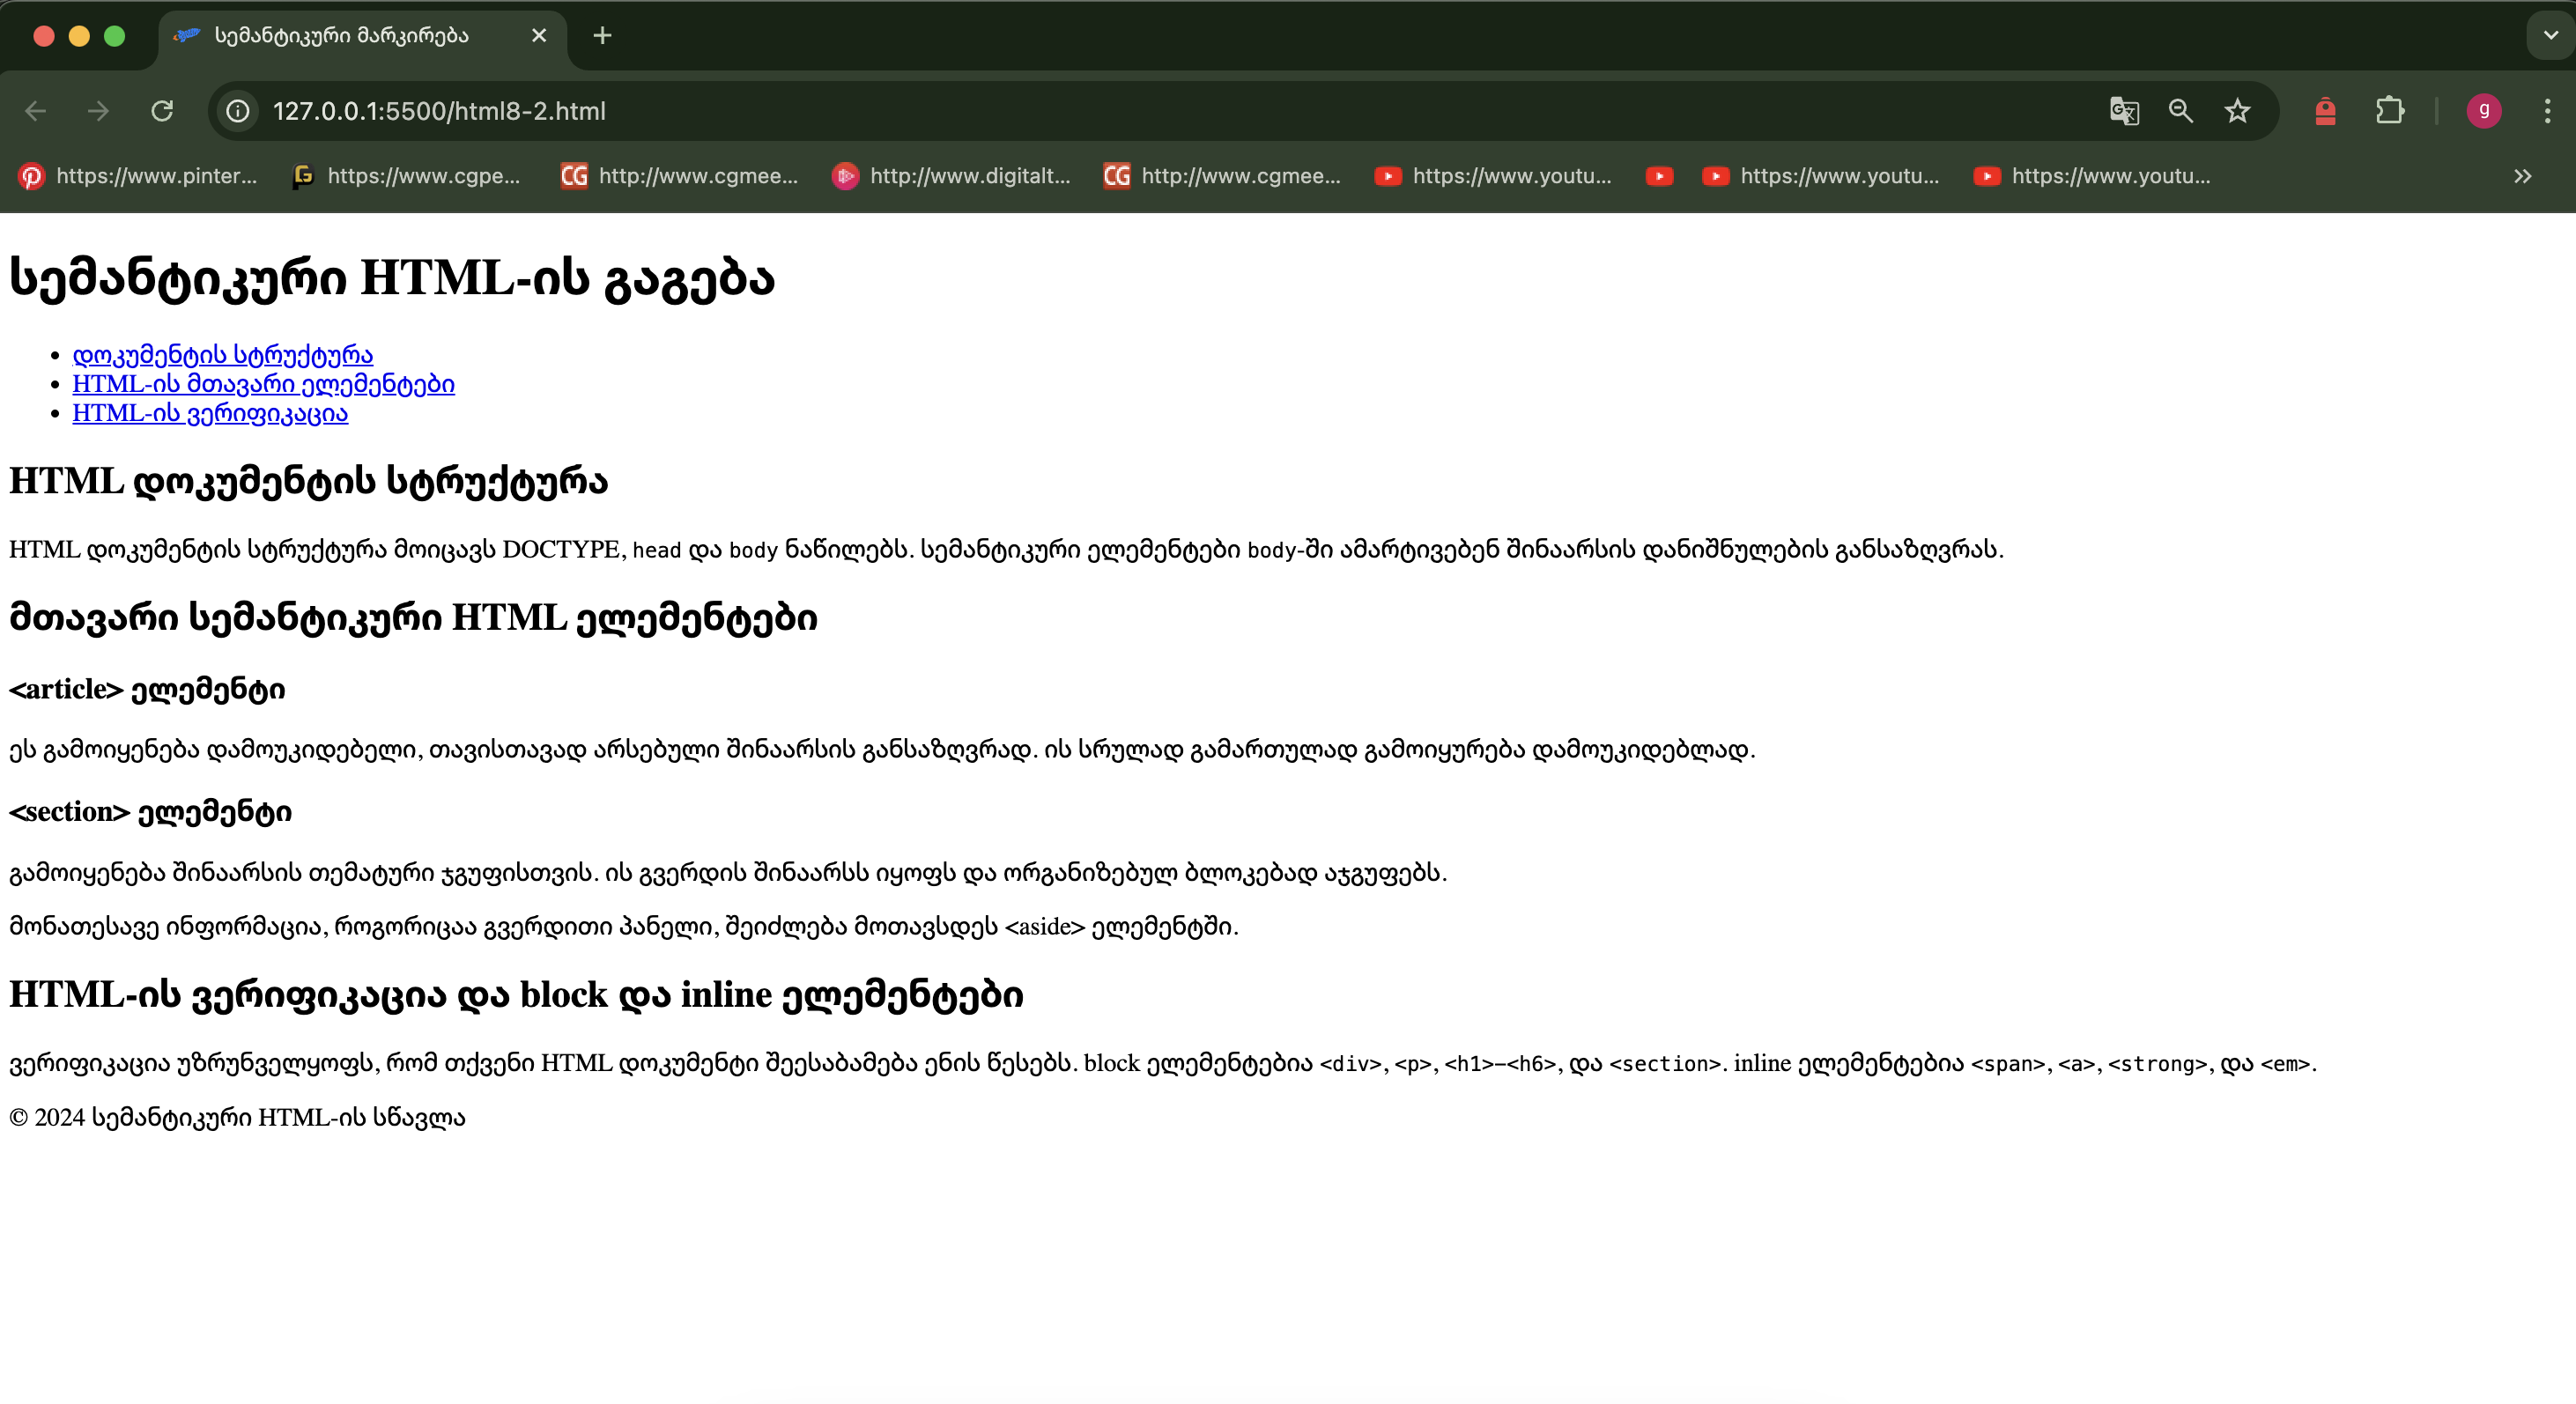 სემანტიკური მარკირება
127.0.0.1:5500/html8-2.html
g
https://www.pinter...
https://www.cgpe...
CG http://www.cgmee...
http://www.digitalt...
CG http://www.cgmee...
https://www.youtu...
https://www.youtu...
https://www.youtu...
სემანტიკური HTML-ის გაგება
• დოკუმენტის სტრუქტურა
• HTML-ის მთავარი ელემენტები
• HTML-ის ვერიფიკაცია
HTML დოკუმენტის სტრუქტურა
HTML დოკუმენტის სტრუქტურა მოიცავს DOCTYPE, head და body ნაწილებს. სემანტიკური ელემენტები body-ში ამარტივებენ შინაარსის დანიშნულების განსაზღვრას.
მთავარი სემანტიკური HTML ელემენტები
<article> ელემენტი
ეს გამოიყენება დამოუკიდებელი, თავისთავად არსებული შინაარსის განსაზღვრად. ის სრულად გამართულად გამოიყურება დამოუკიდებლად.
<section> ელემენტი
გამოიყენება შინაარსის თემატური ჯგუფისთვის. ის გვერდის შინაარსს იყოფს და ორგანიზებულ ბლოკებად აჯგუფებს.
მონათესავე ინფორმაცია, როგორიცაა გვერდითი პანელი, შეიძლება მოთავსდეს <aside> ელემენტში.
HTML-ის ვერიფიკაცია და block და inline ელემენტები
ვერიფიკაცია უზრუნველყოფს, რომ თქვენი HTML დოკუმენტი შეესაბამება ენის წესებს. block ელემენტებია <div>, <p>, <h1>–<h6>, და <section>. inline ელემენტებია <span>, <a>, <strong>, და <em>.
© 2024 სემანტიკური HTML-ის სწავლა